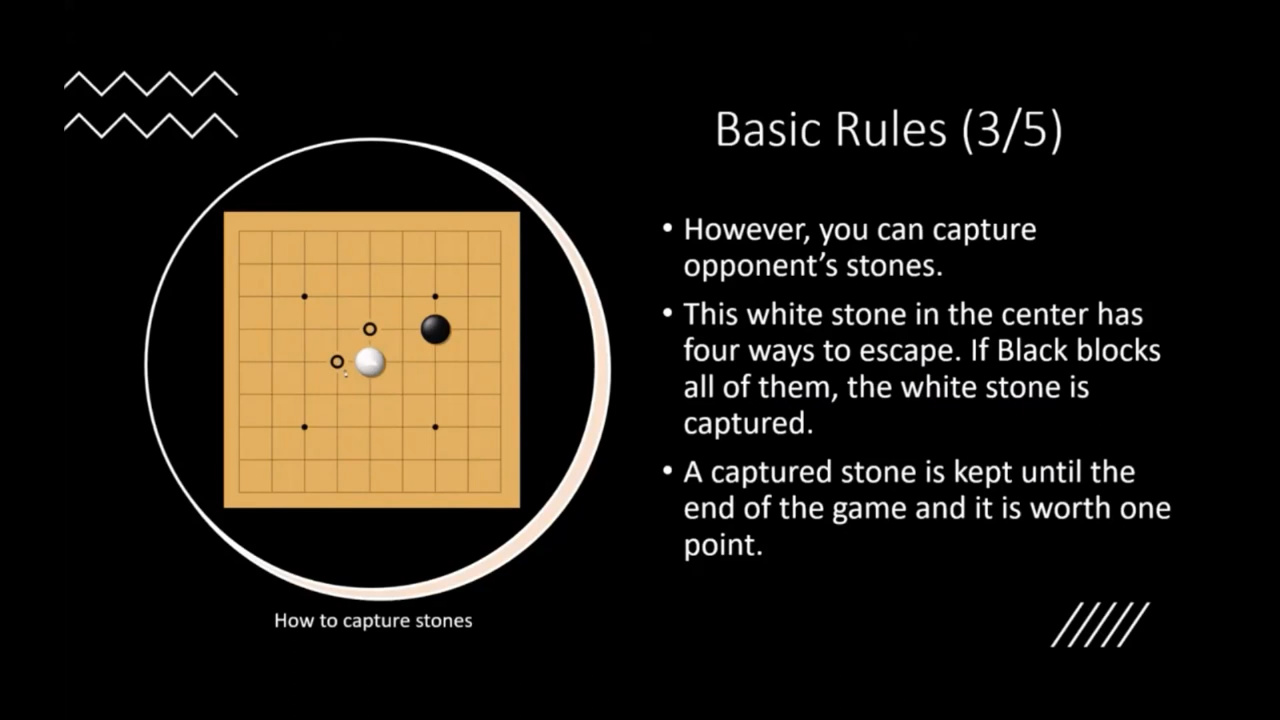 Basic Rules (3/5)
• However, you can capture
opponent's stones.
• This white stone in the center has
four ways to escape. If Black blocks
all of them, the white stone is
captured.
• A captured stone is kept until the
end of the game and it is worth one
point.
How to capture stones